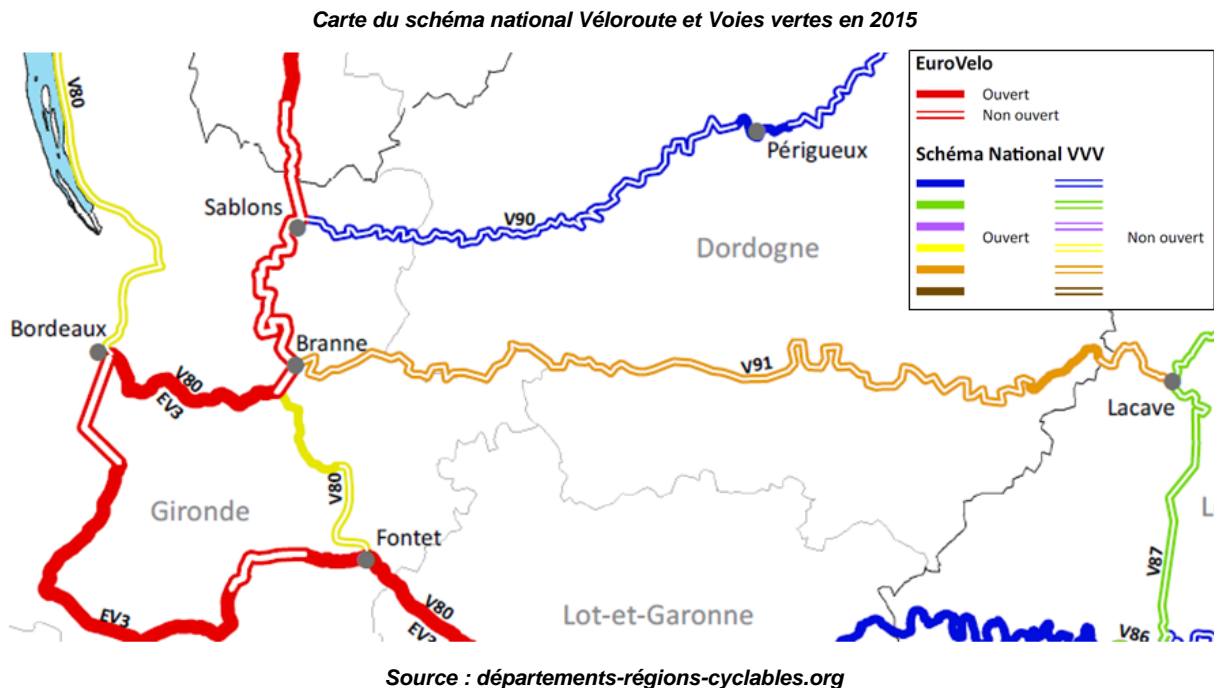 Carte du schéma national Véloroute et Voies vertes en 2015
EuroVelo
Ouvert
Non ouvert
Schéma National VVV
Ouvert
Non ouvert
V80
Périgueux
Sablons
V90
Dordogne
Bordeaux
Branne
V91
V80
EV3
Lacave
V80
Gironde
L
Fontet
V87
EV3
V80
EV3
Lot-et-Garonne
V86
Source : départements-régions-cyclables.org